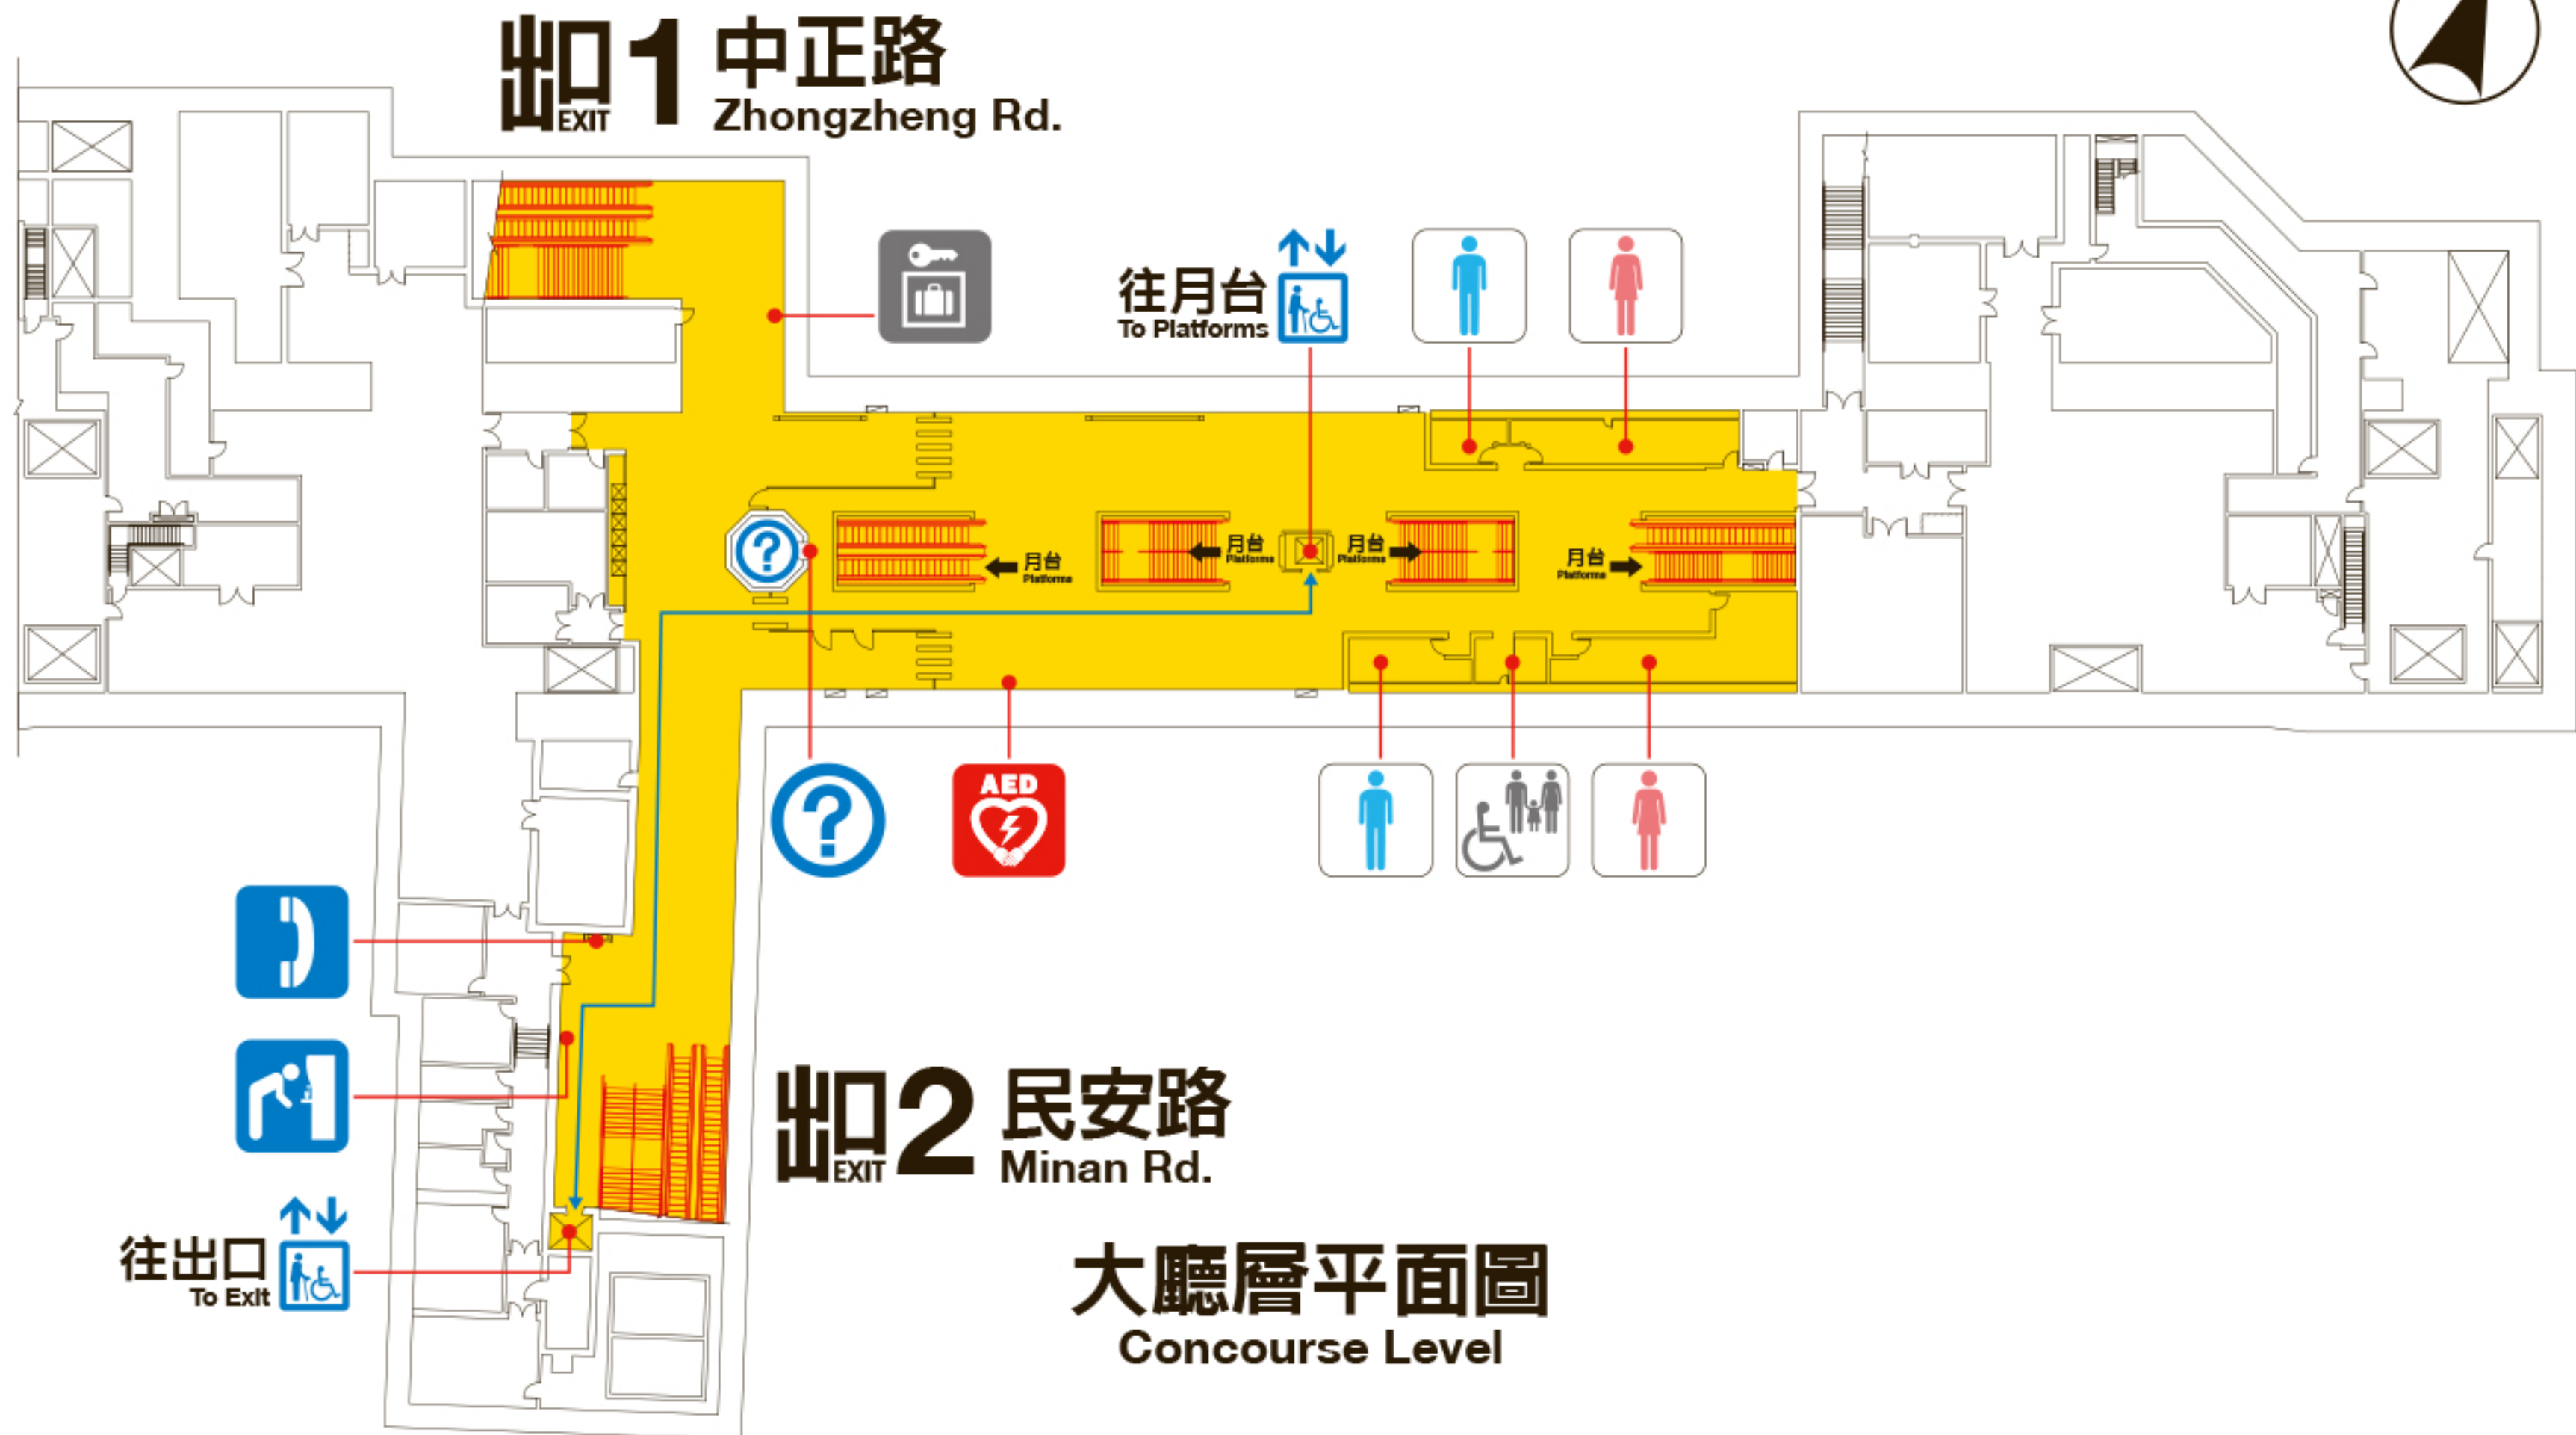 出口 EXIT 1 中正路
Zhongzheng Rd.
往月台
To Platforms
月台
Platforms
月台
Platforms
月台
Platforms
月台
Platforms
AED
出口 EXIT 2 民安路
Minan Rd.
往出口
To Exit
大廳層平面圖
Concourse Level